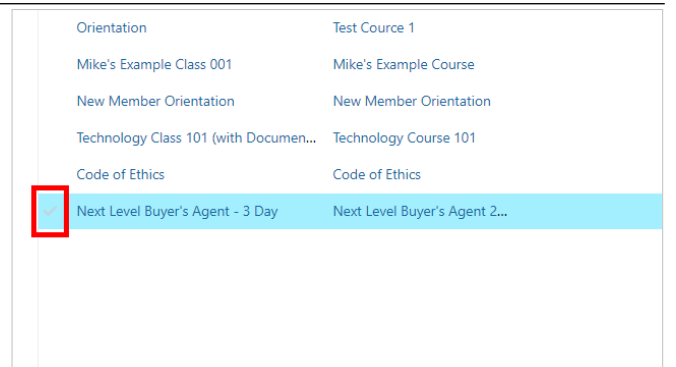 Orientation Test Cource 1
Mike's Example Class 001 Mike's Example Course
New Member Orientation New Member Orientation
Technology Class 101 (with Documen... Technology Course 101
Code of Ethics Code of Ethics
Next Level Buyer's Agent - 3 Day Next Level Buyer's Agent 2...